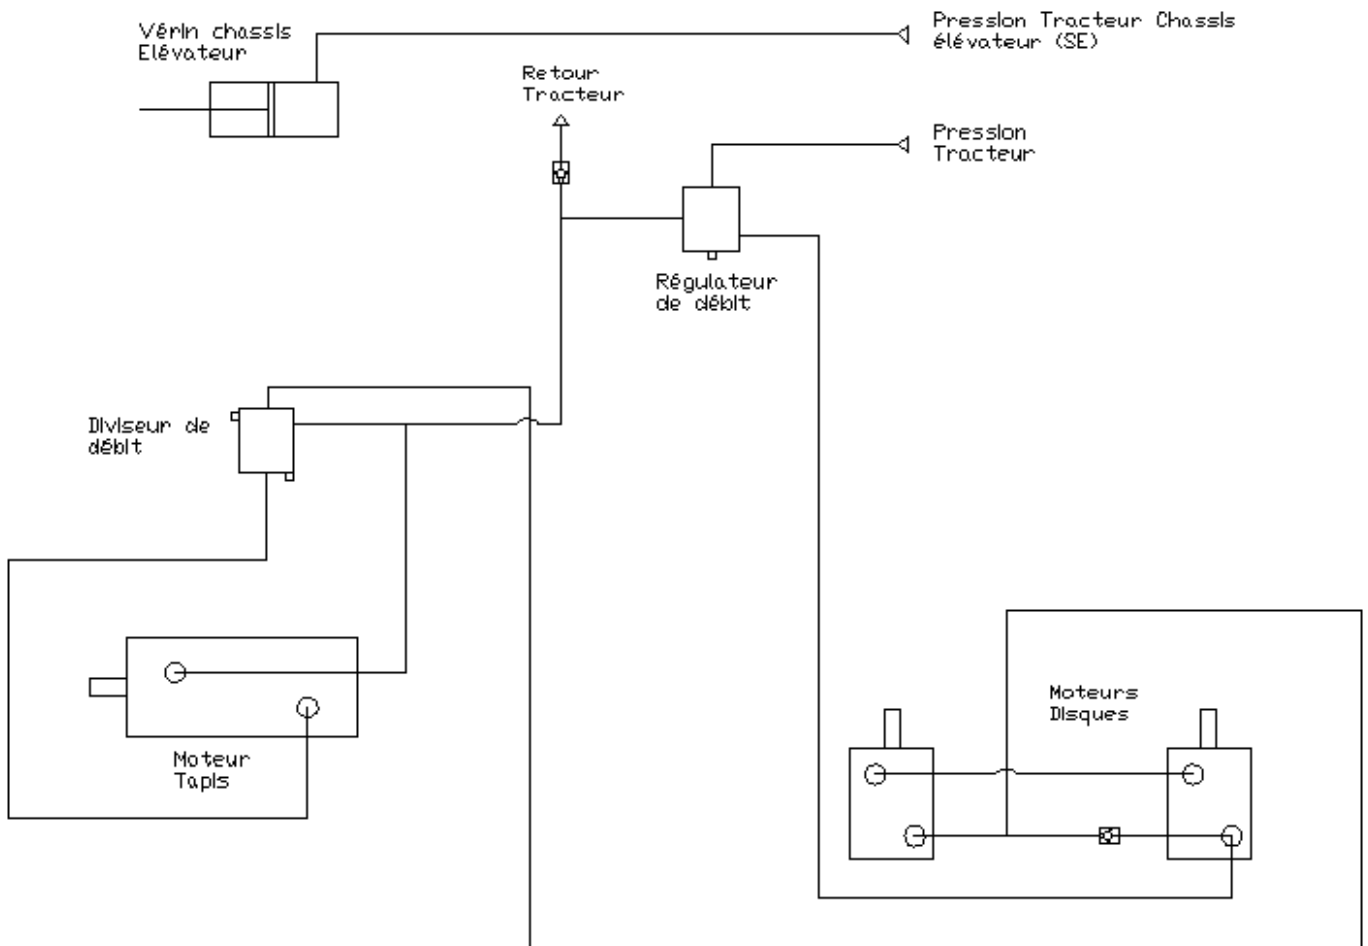 Vérin chassis
Elévateur
Pression Tracteur Chassis
élévateur (SE)
Retour
Tracteur
Pression
Tracteur
Régulateur
de débit
Diviseur de
débit
Moteurs
Disques
Moteur
Tapis